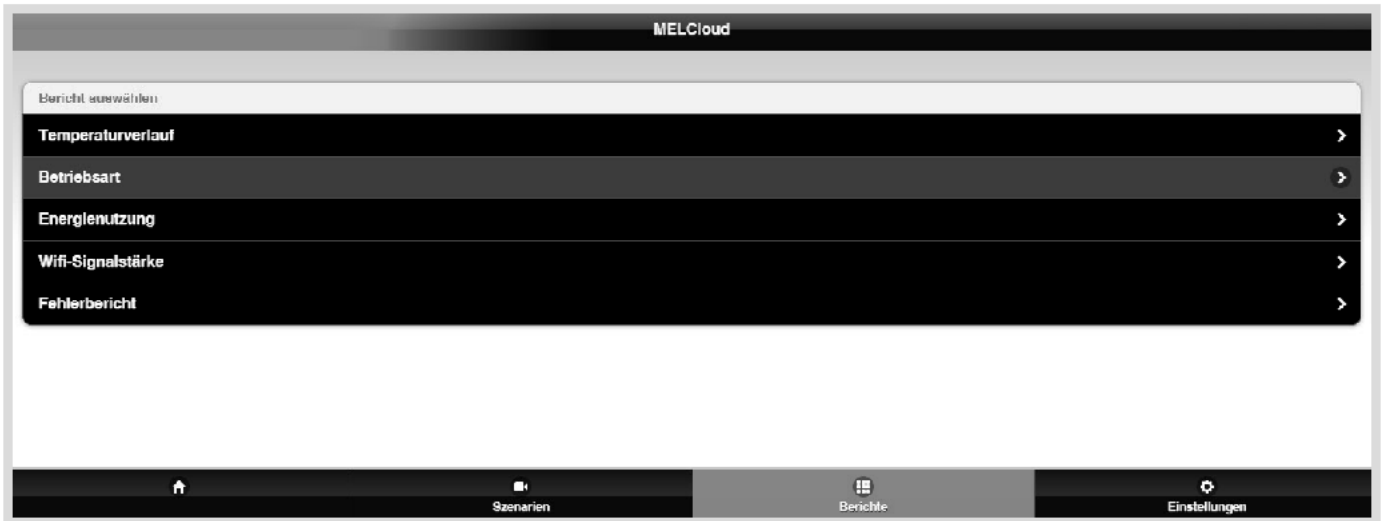 MELCloud
Bericht auswählen
Temperaturverlauf
Betriebsart
Energienutzung
Wifi-Signalstärke
Fehlerbericht
Szenarien
Berichte
Einstellungen